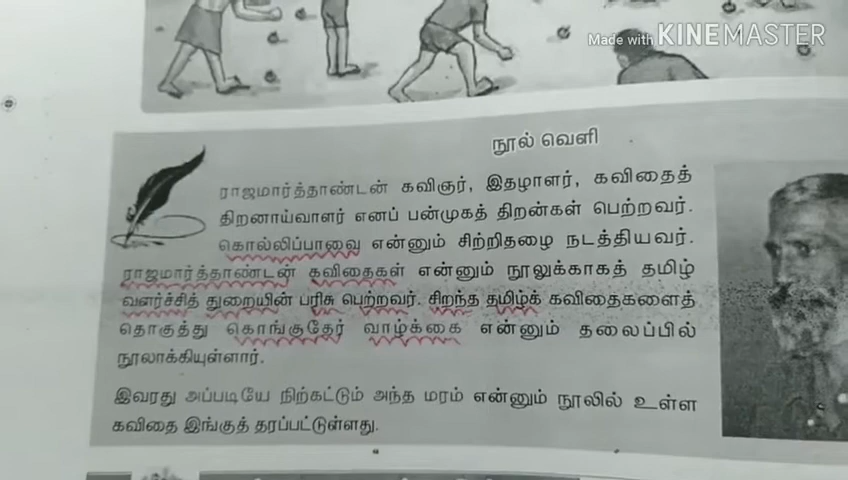 Made with KINEMASTER
நூல் வெளி
ராஜமார்த்தாண்டன் கவிஞர், இதழாளர், கவிதைத்
திறனாய்வாளர் எனப் பன்முகத் திறன்கள் பெற்றவர்.
கொல்லிப்பாவை என்னும் சிற்றிதழை நடத்தியவர்.
ராஜமார்த்தாண்டன் கவிதைகள் என்னும் நூலுக்காகத் தமிழ்
வளர்ச்சித் துறையின் பரிசு பெற்றவர். சிறந்த தமிழ்க் கவிதைகளைத்
தொகுத்து கொங்குதேர் வாழ்க்கை என்னும் தலைப்பில்
நூலாக்கியுள்ளார்.
இவரது அப்படியே நிற்கட்டும் அந்த மரம் என்னும் நூலில் உள்ள
கவிதை இங்குத் தரப்பட்டுள்ளது.